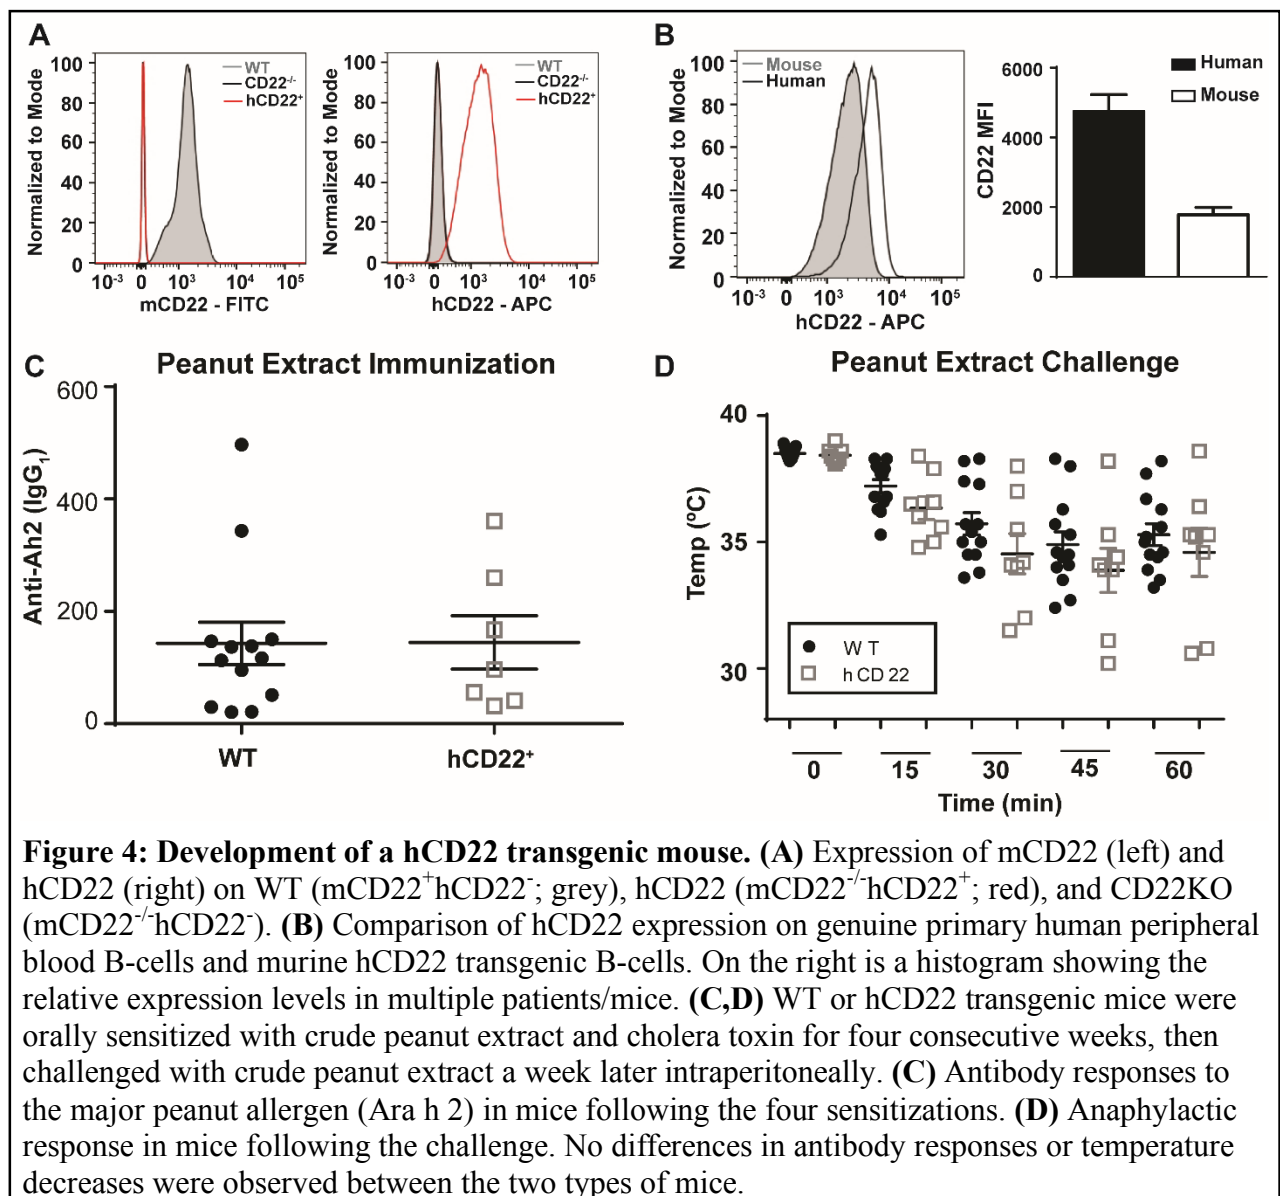 A
100
80
60
40
20
0
Normalized to Mode
WT
CD22-/-
hCD22+
-10-3 0 103 104 105
mCD22 - FITC
100
80
60
40
20
0
Normalized to Mode
WT
CD22-/-
hCD22+
-10-3 0 103 104 105
hCD22 - APC
B
100
80
60
40
20
0
Normalized to Mode
Mouse
Human
-10-3 0 103 104 105
hCD22 - APC
6000
4000
2000
0
CD22 MFI
Human
Mouse
C
Peanut Extract Immunization
600
400
200
0
Anti-Ah2 (IgG1)
WT
hCD22+
D
Peanut Extract Challenge
40
35
30
Temp (ºC)
WT
hCD22
0 15 30 45 60
Time (min)
Figure 4: Development of a hCD22 transgenic mouse. (A) Expression of mCD22 (left) and
hCD22 (right) on WT (mCD22+hCD22-; grey), hCD22 (mCD22-/-hCD22+; red), and CD22KO
(mCD22-/-hCD22-). (B) Comparison of hCD22 expression on genuine primary human peripheral
blood B-cells and murine hCD22 transgenic B-cells. On the right is a histogram showing the
relative expression levels in multiple patients/mice. (C,D) WT or hCD22 transgenic mice were
orally sensitized with crude peanut extract and cholera toxin for four consecutive weeks, then
challenged with crude peanut extract a week later intraperitoneally. (C) Antibody responses to
the major peanut allergen (Ara h 2) in mice following the four sensitizations. (D) Anaphylactic
response in mice following the challenge. No differences in antibody responses or temperature
decreases were observed between the two types of mice.